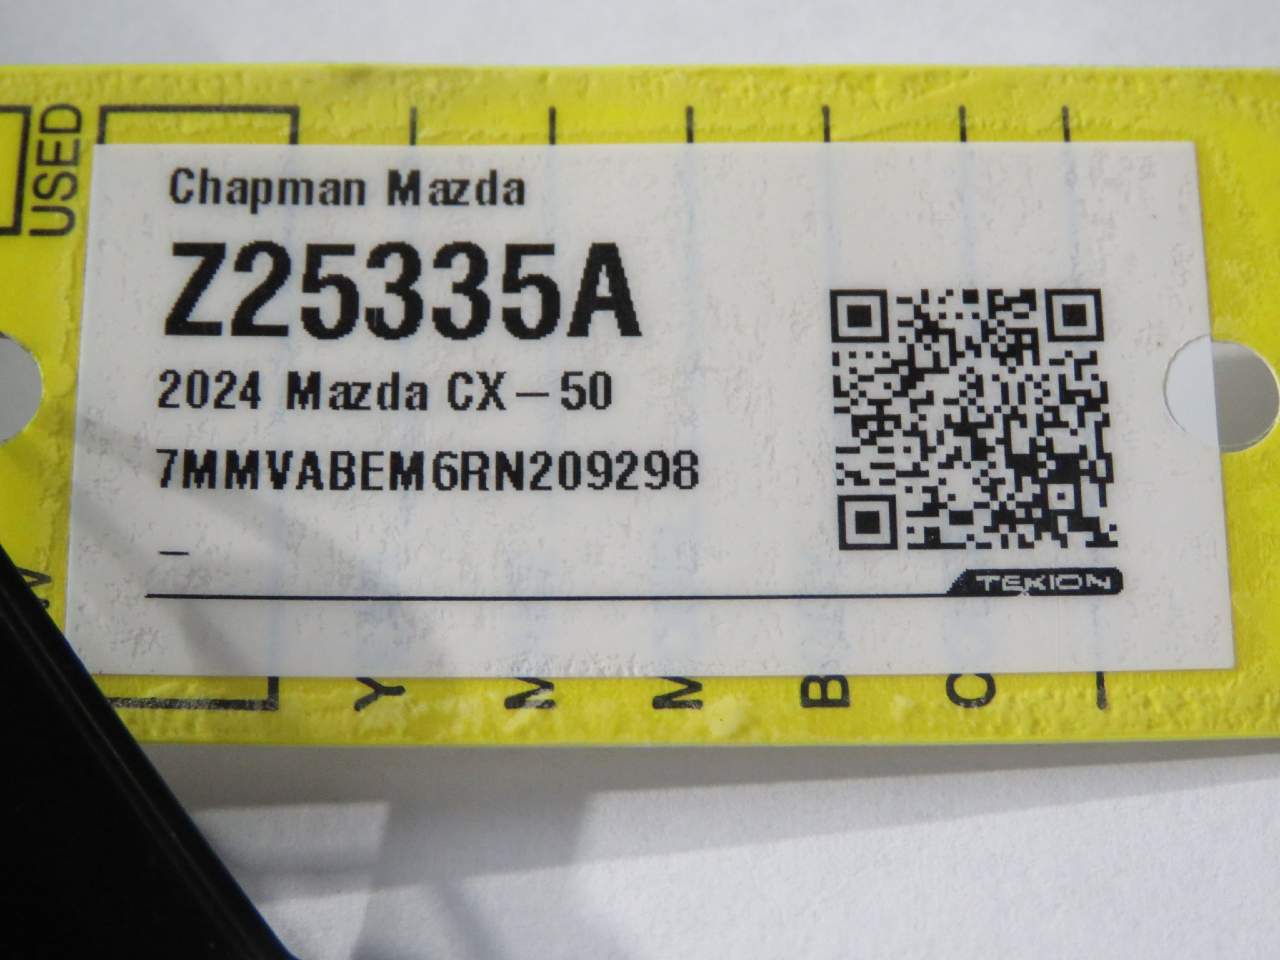 USED
Chapman Mazda
Z25335A
2024 Mazda CX-50
7MMVABEM6RN209298
–
TEKION
Y
M
M
B
C